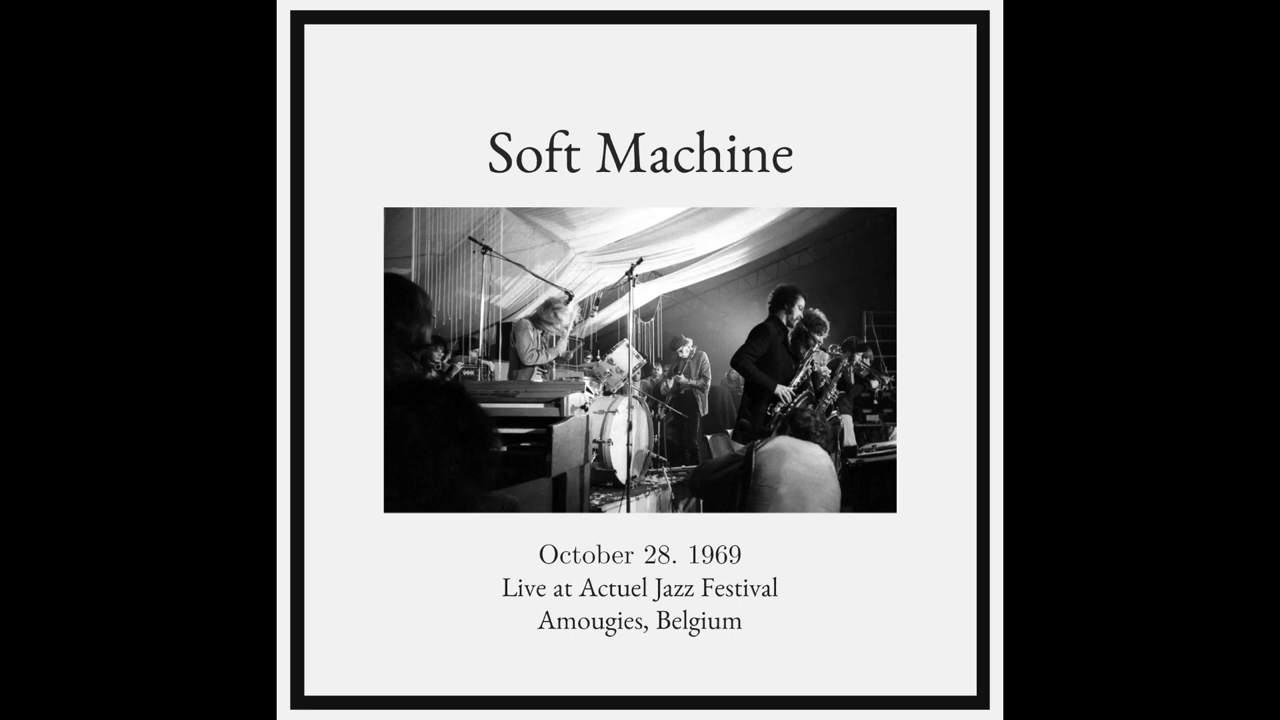 Soft Machine
October 28. 1969
Live at Actuel Jazz Festival
Amougies, Belgium